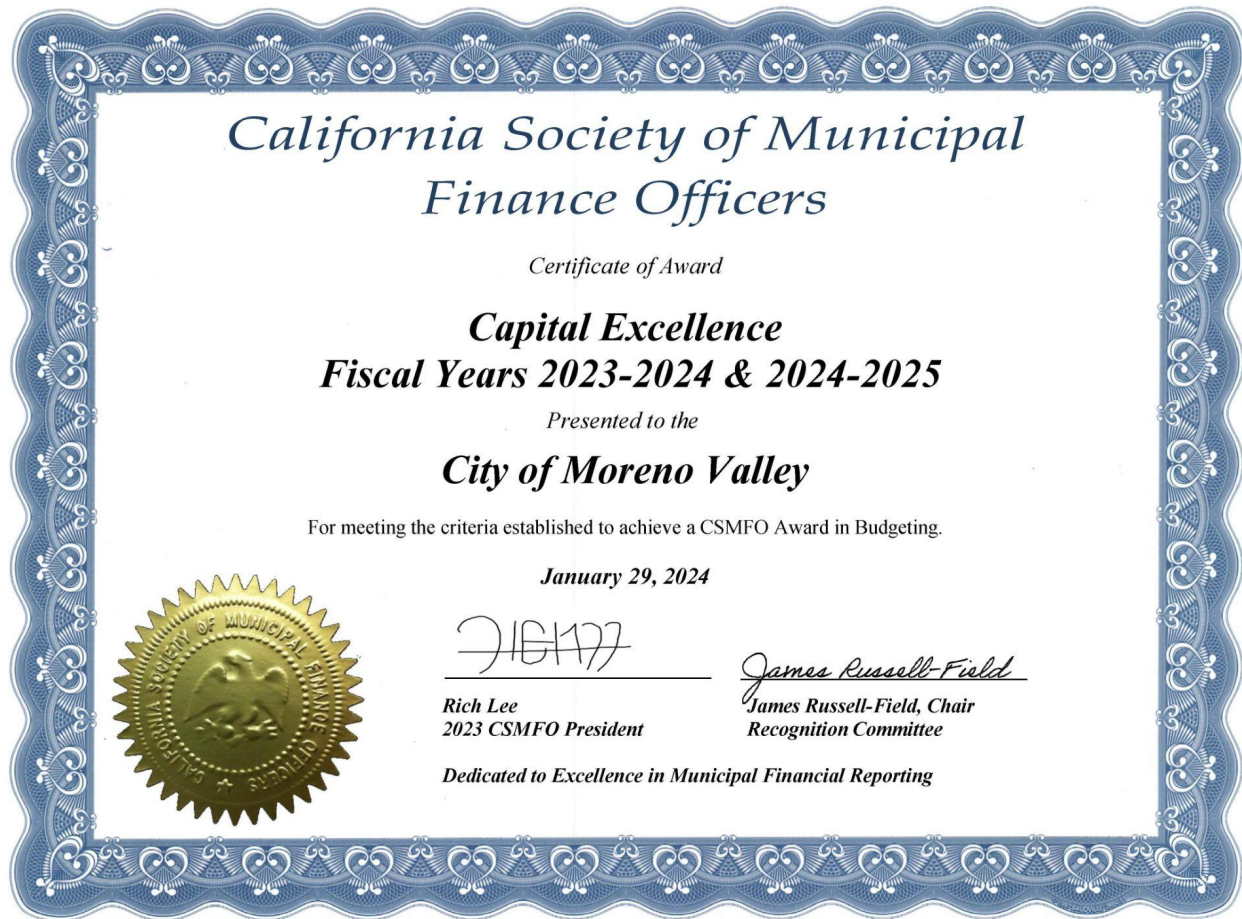 California Society of Municipal
Finance Officers
Certificate of Award
Capital Excellence
Fiscal Years 2023-2024 & 2024-2025
Presented to the
City of Moreno Valley
For meeting the criteria established to achieve a CSMFO Award in Budgeting.
January 29, 2024
CALIFORNIA SOCIETY OF MUNICIPAL FINANCE OFFICERS
James Russell-Field
Rich Lee
2023 CSMFO President
James Russell-Field, Chair
Recognition Committee
Dedicated to Excellence in Municipal Financial Reporting